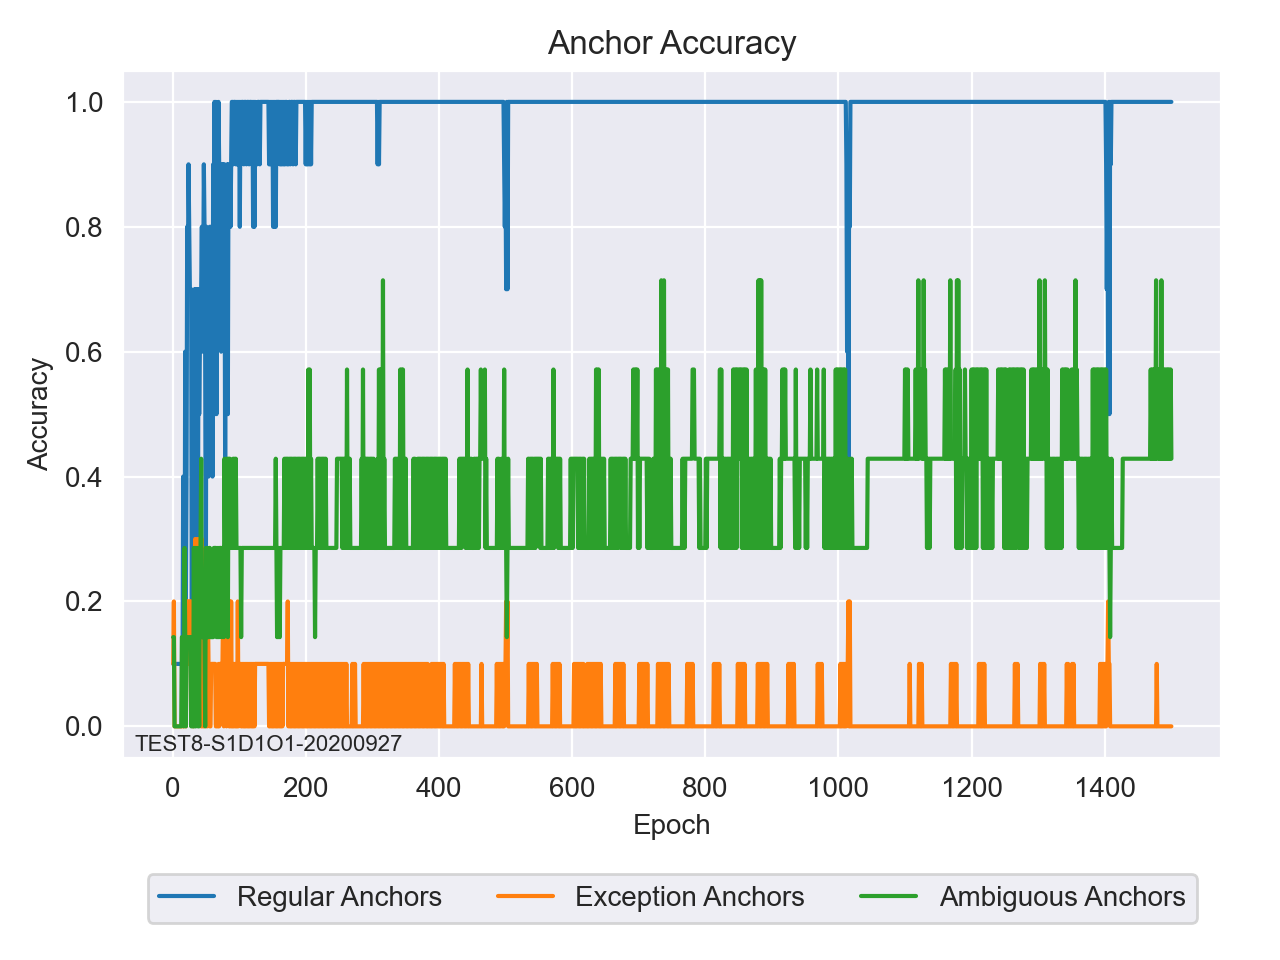 Anchor Accuracy
1.0
0.8
0.6
0.4
0.2
0.0
Accuracy
TEST8-S1D1O1-20200927
0 200 400 600 800 1000 1200 1400
Epoch
Regular Anchors Exception Anchors Ambiguous Anchors